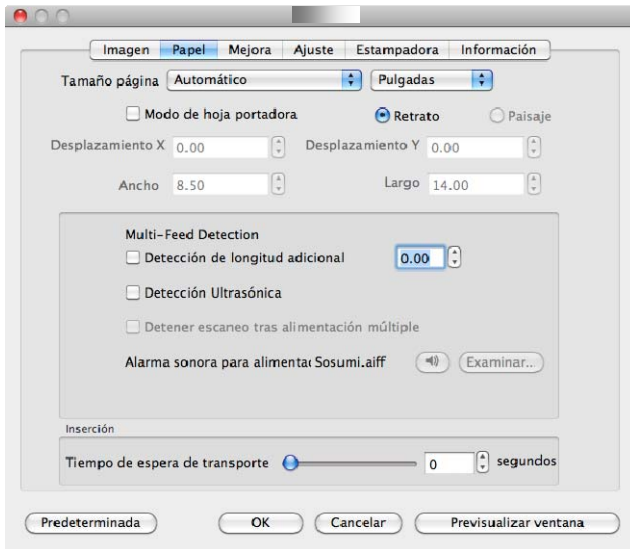 Imagen Papel Mejora Ajuste Estampadora Información
Tamaño página Automático Pulgadas
Modo de hoja portadora Retrato Paisaje
Desplazamiento X 0.00 Desplazamiento Y 0.00
Ancho 8.50 Largo 14.00
Multi-Feed Detection
Detección de longitud adicional 0.00
Detección Ultrasónica
Detener escaneo tras alimentación múltiple
Alarma sonora para alimentac Sosumi.aiff Examinar...
Inserción
Tiempo de espera de transporte 0 segundos
Predeterminada OK Cancelar Previsualizar ventana